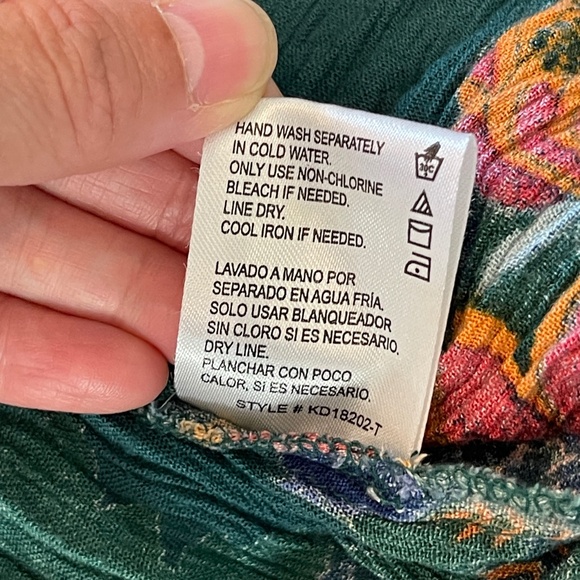 HAND WASH SEPARATELY
IN COLD WATER.
ONLY USE NON-CHLORINE
BLEACH IF NEEDED.
LINE DRY.
COOL IRON IF NEEDED.
LAVADO A MANO POR
SEPARADO EN AGUA FRÍA.
SOLO USAR BLANQUEADOR
SIN CLORO SI ES NECESARIO.
DRY LINE.
PLANCHAR CON POCO
CALOR, SI ES NECESARIO.
STYLE # KD18202-T